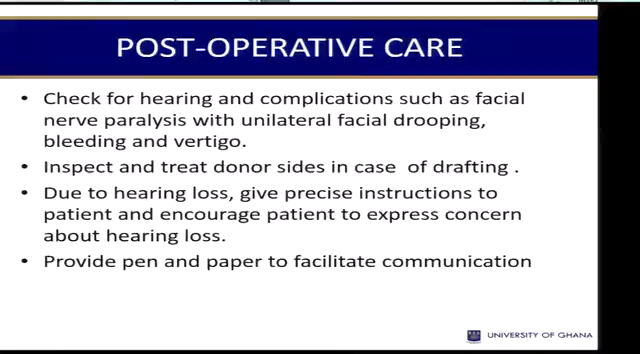 POST-OPERATIVE CARE
• Check for hearing and complications such as facial
nerve paralysis with unilateral facial drooping,
bleeding and vertigo.
• Inspect and treat donor sides in case of drafting .
• Due to hearing loss, give precise instructions to
patient and encourage patient to express concern
about hearing loss.
• Provide pen and paper to facilitate communication
UNIVERSITY OF GHANA